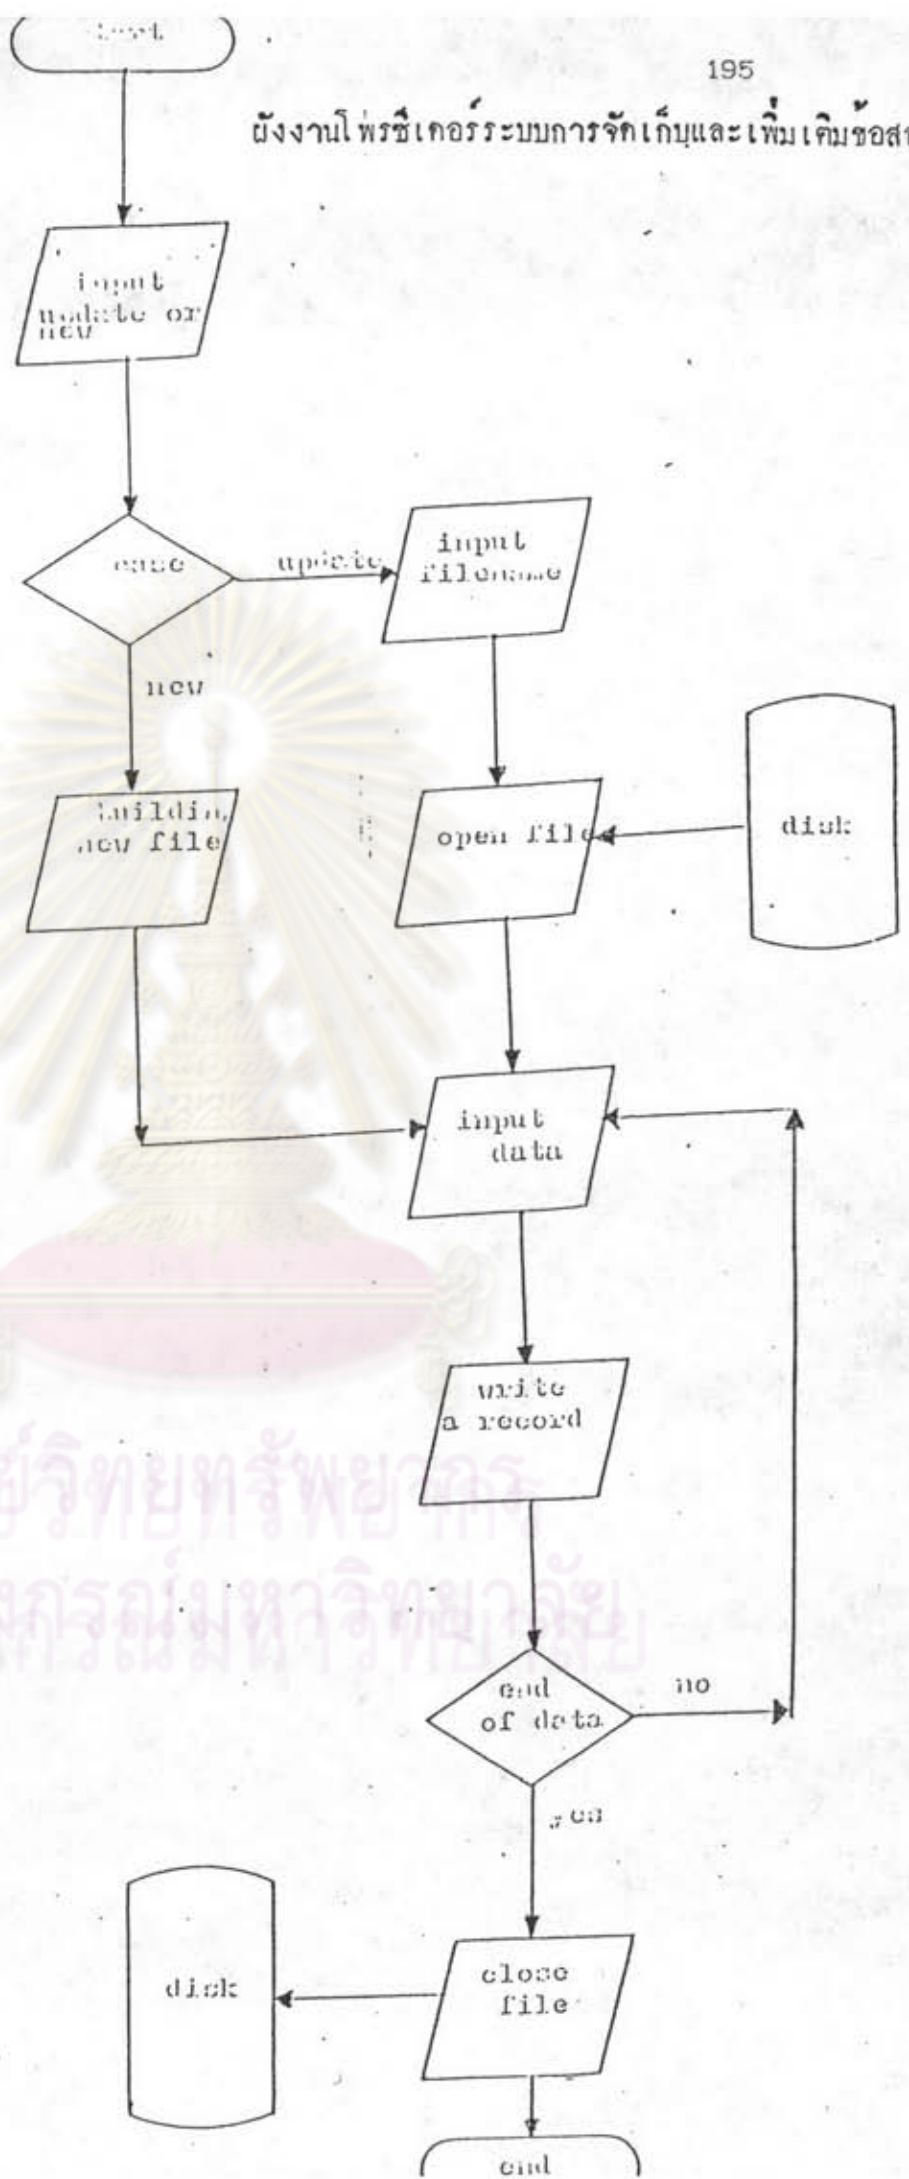 195
ผังงานโพรซีเดอร์ระบบการจัดเก็บและเพิ่มเติมข้อ
input
update or
new
case
update
input
filename
new
building
new file
open file
disk
input
data
write
a record
end
of data
no
yes
close
file
disk
end